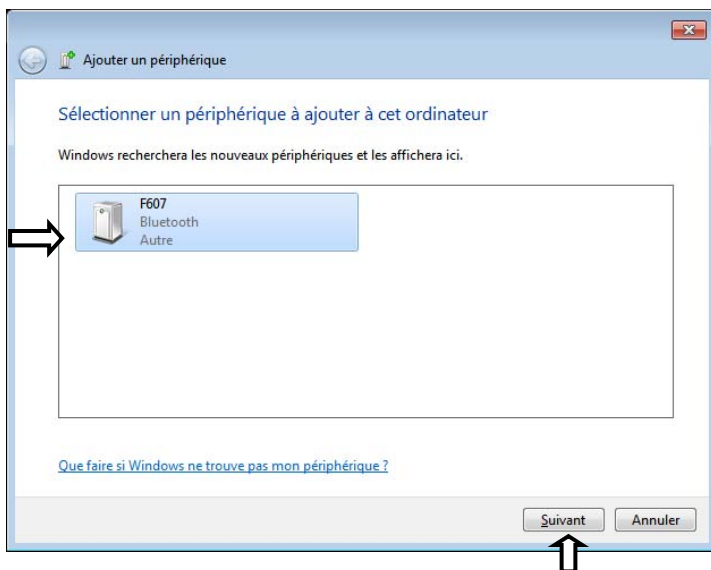 Ajouter un périphérique
Sélectionner un périphérique à ajouter à cet ordinateur
Windows recherchera les nouveaux périphériques et les affichera ici.
F607
Bluetooth
Autre
Que faire si Windows ne trouve pas mon périphérique ?
Suivant
Annuler